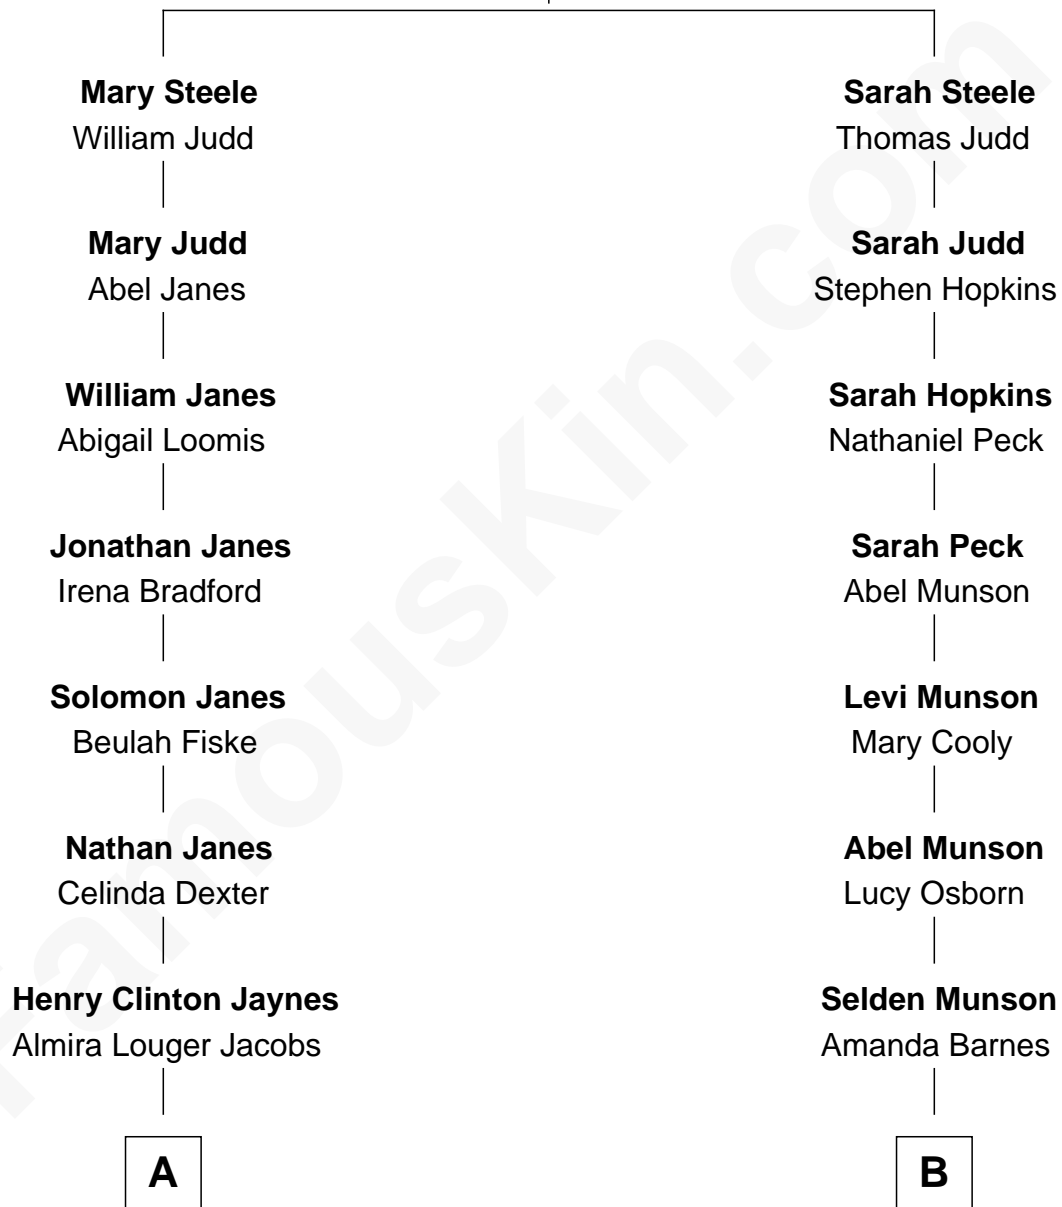 Mary Steele
William Judd
Mary Judd
Abel Janes
William Janes
Abigail Loomis
Jonathan Janes
Irena Bradford
Solomon Janes
Beulah Fiske
Nathan Janes
Celinda Dexter
Henry Clinton Jaynes
Almira Louger Jacobs
A
Sarah Steele
Thomas Judd
Sarah Judd
Stephen Hopkins
Sarah Hopkins
Nathaniel Peck
Sarah Peck
Abel Munson
Levi Munson
Mary Cooly
Abel Munson
Lucy Osborn
Selden Munson
Amanda Barnes
B
FamousKin.com